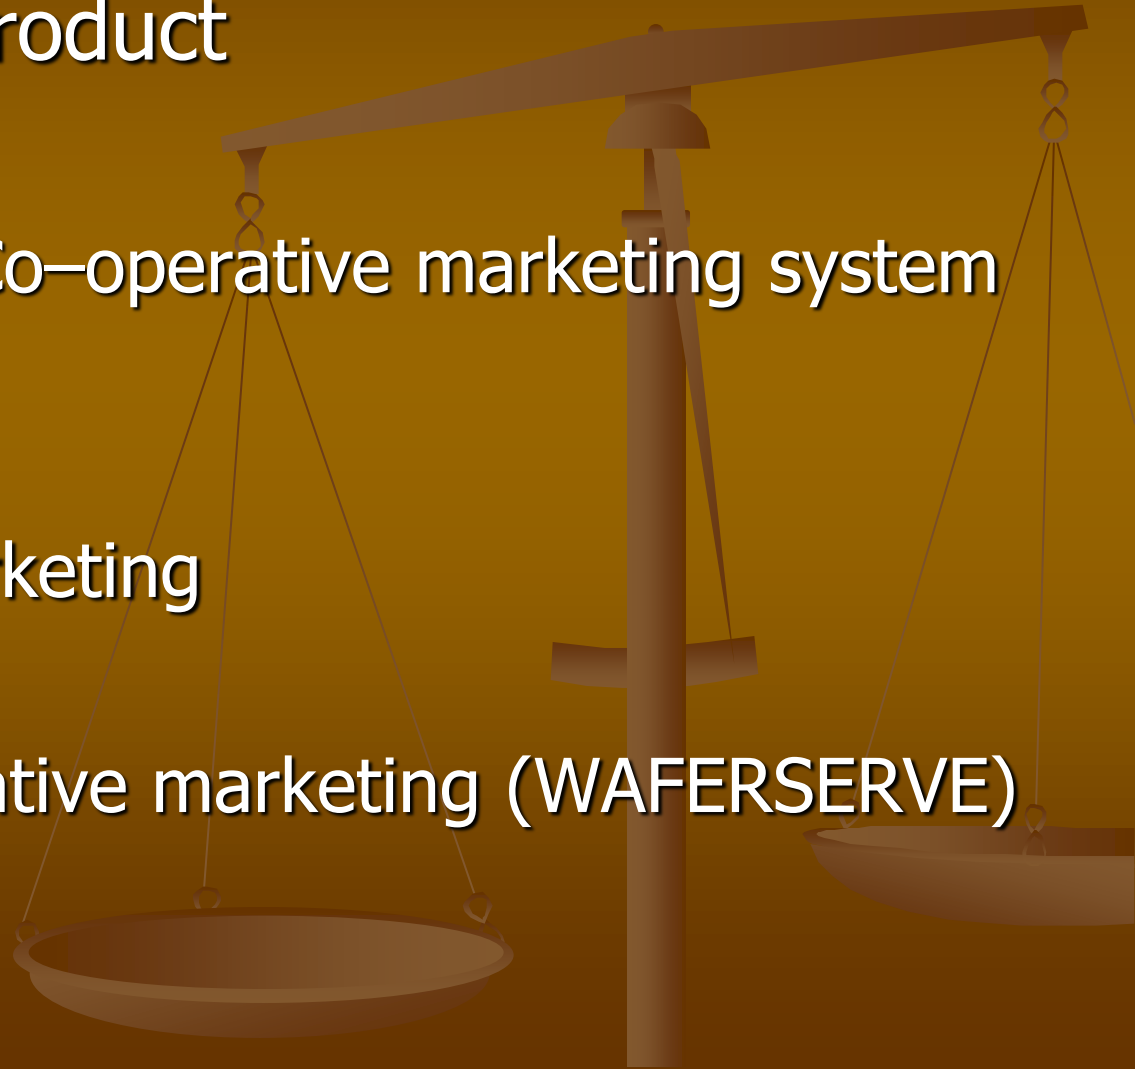 roduct
Co–operative marketing system
keting
ative marketing (WAFERSERVE)